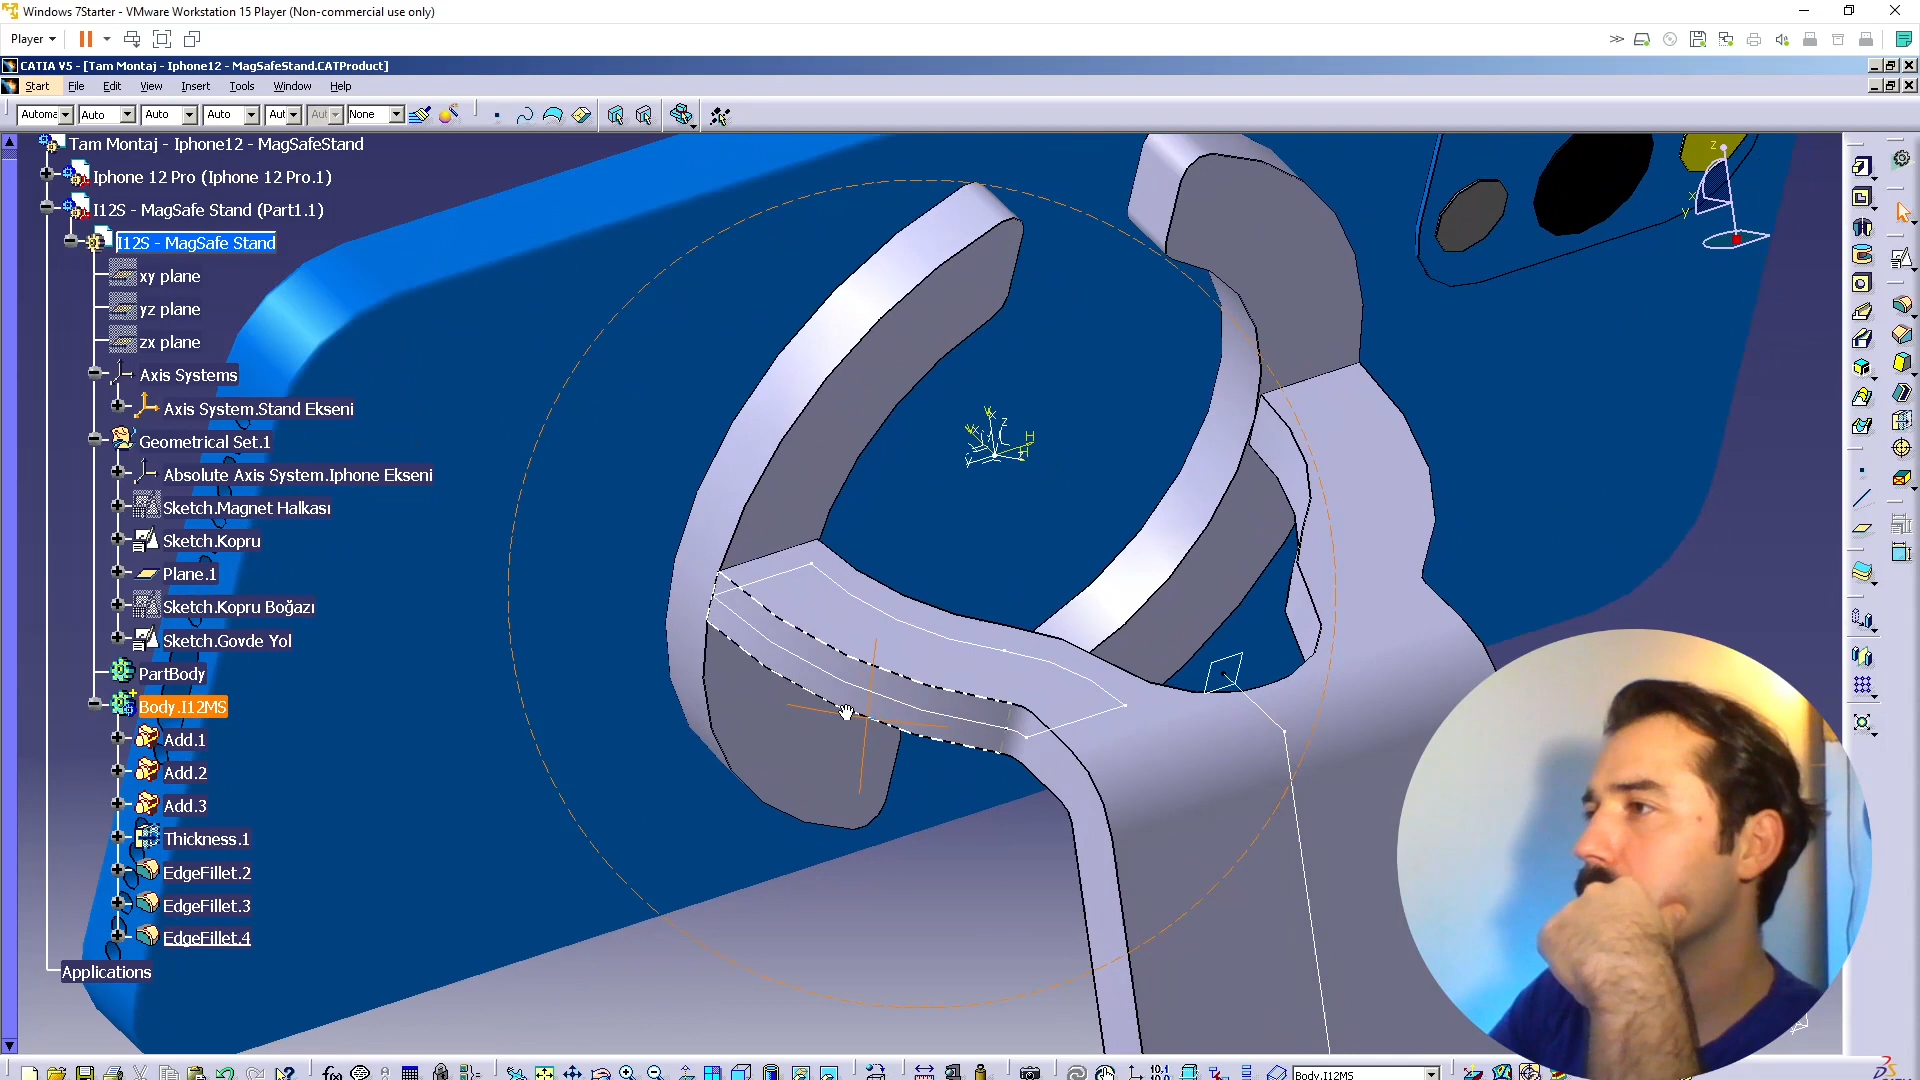 Windows 7Starter - VMware Workstation 15 Player (Non-commercial use only)
Player
CATIA V5 - [Tam Montaj - Iphone12 - MagSafeStand.CATProduct]
Start File Edit View Insert Tools Window Help
Automa Auto Auto Auto Aut Aut None
Tam Montaj - Iphone12 - MagSafeStand
Iphone 12 Pro (Iphone 12 Pro.1)
I12S - MagSafe Stand (Part1.1)
I12S - MagSafe Stand
xy plane
yz plane
zx plane
Axis Systems
Axis System.Stand Ekseni
Geometrical Set.1
Absolute Axis System.Iphone Ekseni
Sketch.Magnet Halkası
Sketch.Kopru
Plane.1
Sketch.Kopru Boğazı
Sketch.Govde Yol
PartBody
Body.I12MS
Add.1
Add.2
Add.3
Thickness.1
EdgeFillet.2
EdgeFillet.3
EdgeFillet.4
Applications
z
x
y
H
Body.I12MS